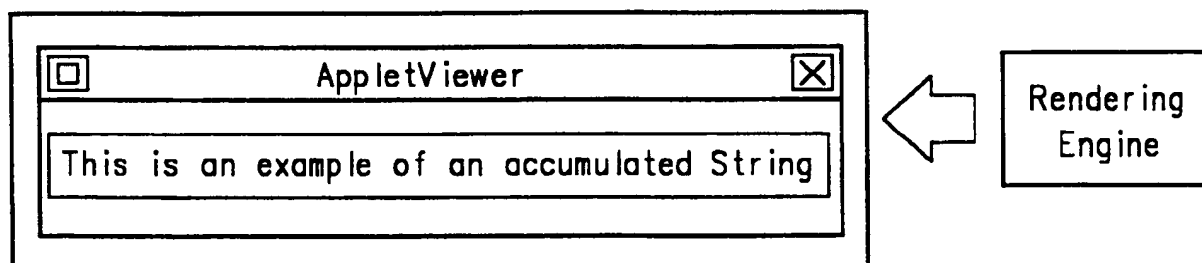 AppletViewer
This is an example of an accumulated String
Rendering
Engine